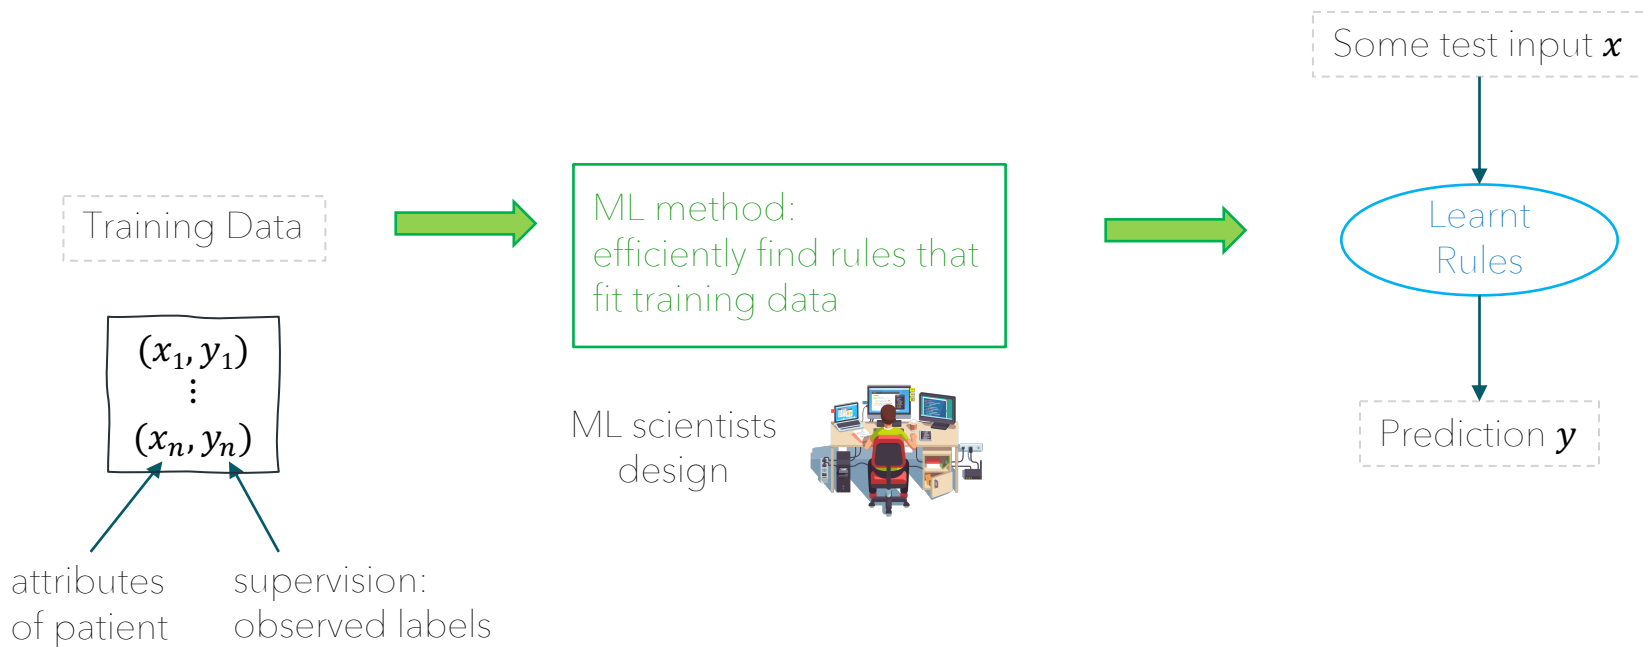 Training Data
(x₁, y₁)
⋮
(xₙ, yₙ)
attributes
of patient
supervision:
observed labels
ML method:
efficiently find rules that
fit training data
ML scientists
design
Some test input x
Learnt
Rules
Prediction y